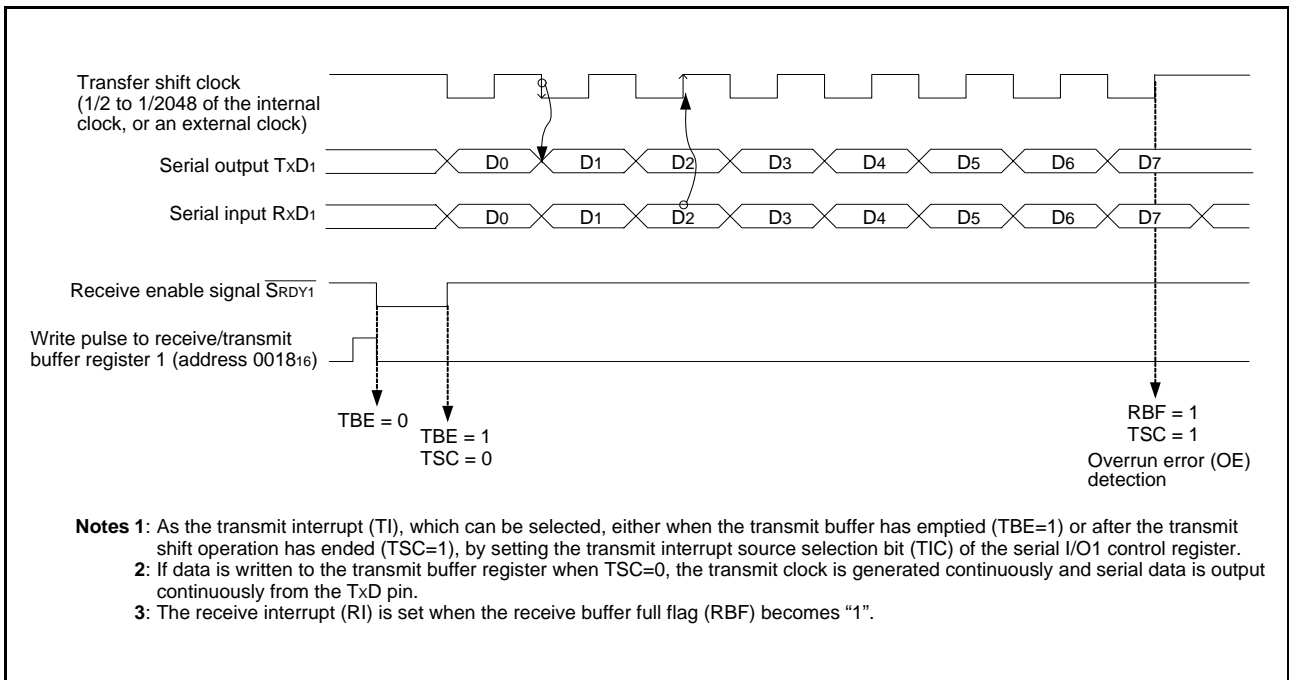 Transfer shift clock
(1/2 to 1/2048 of the internal
clock, or an external clock)
Serial output TxD1
D0 D1 D2 D3 D4 D5 D6 D7
Serial input RxD1
D0 D1 D2 D3 D4 D5 D6 D7
Receive enable signal SRDY1
Write pulse to receive/transmit
buffer register 1 (address 001816)
TBE = 0
TBE = 1
TSC = 0
RBF = 1
TSC = 1
Overrun error (OE)
detection
Notes 1: As the transmit interrupt (TI), which can be selected, either when the transmit buffer has emptied (TBE=1) or after the transmit
shift operation has ended (TSC=1), by setting the transmit interrupt source selection bit (TIC) of the serial I/O1 control register.
2: If data is written to the transmit buffer register when TSC=0, the transmit clock is generated continuously and serial data is output
continuously from the TxD pin.
3: The receive interrupt (RI) is set when the receive buffer full flag (RBF) becomes “1”.